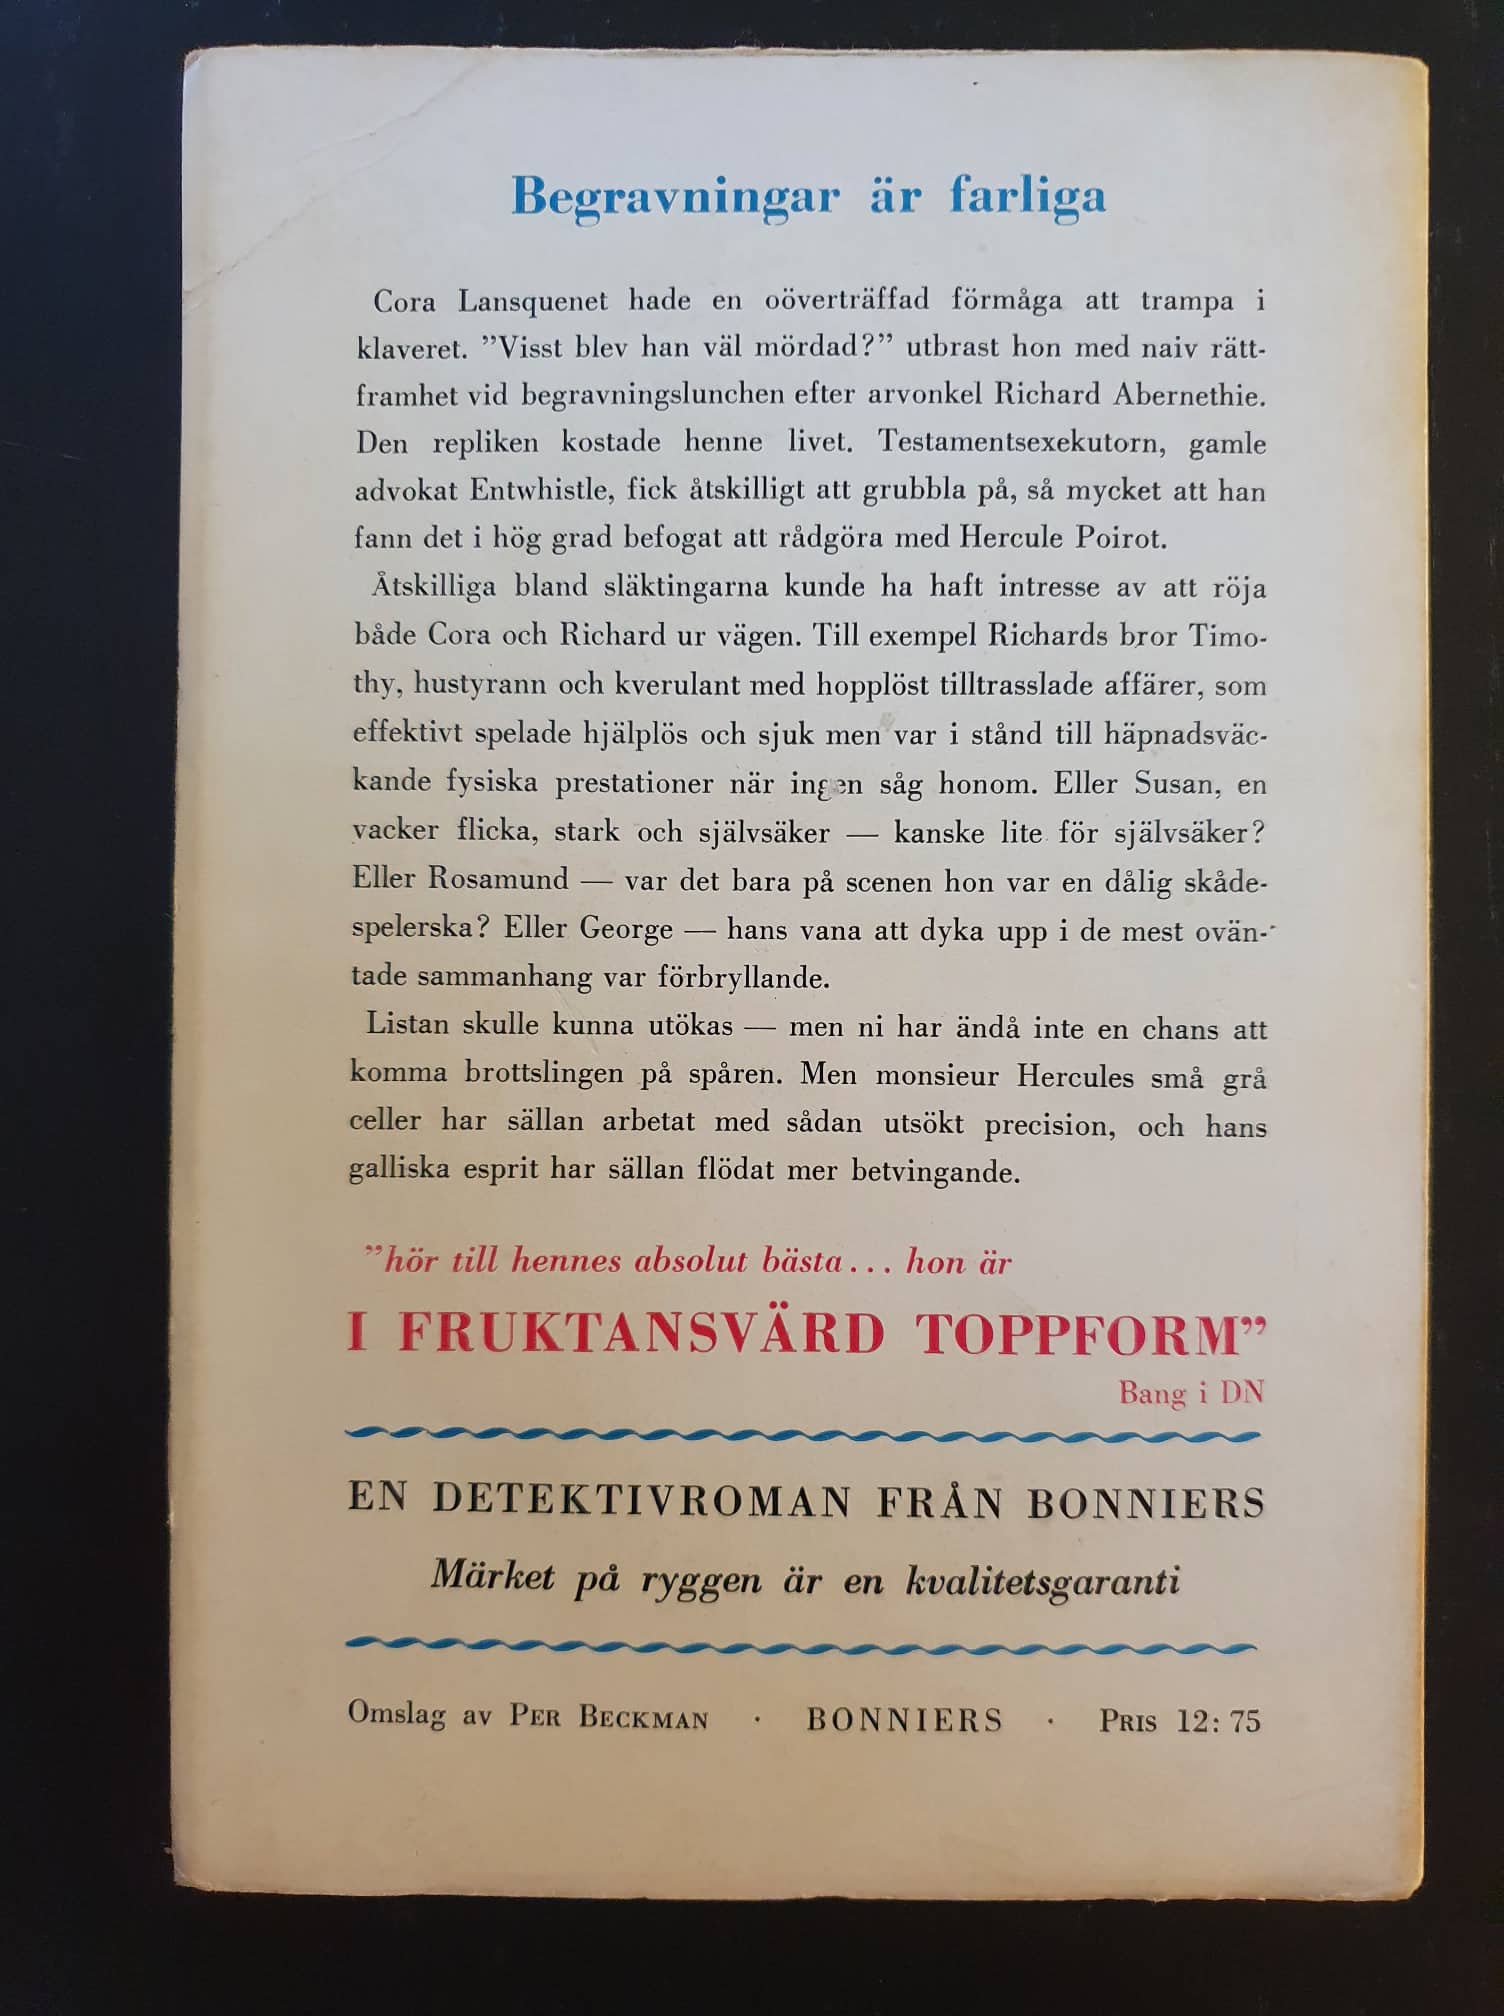 Begravningar är farliga
Cora Lansquenet hade en oöverträffad förmåga att trampa i
klaveret. ”Visst blev han väl mördad?” utbrast hon med naiv rätt-
framhet vid begravningslunchen efter arvonkel Richard Abernethie.
Den repliken kostade henne livet. Testamentsexekutorn, gamle
advokat Entwhistle, fick åtskilligt att grubbla på, så mycket att han
fann det i hög grad befogat att rådgöra med Hercule Poirot.
Åtskilliga bland släktingarna kunde ha haft intresse av att röja
både Cora och Richard ur vägen. Till exempel Richards bror Timo-
thy, hustyrann och kverulant med hopplöst tilltrasslade affärer, som
effektivt spelade hjälplös och sjuk men var i stånd till häpnadsväc-
kande fysiska prestationer när ingen såg honom. Eller Susan, en
vacker flicka, stark och självsäker — kanske lite för självsäker?
Eller Rosamund — var det bara på scenen hon var en dålig skåde-
spelerska? Eller George — hans vana att dyka upp i de mest ovän-
tade sammanhang var förbryllande.
Listan skulle kunna utökas — men ni har ändå inte en chans att
komma brottslingen på spåren. Men monsieur Hercules små grå
celler har sällan arbetat med sådan utsökt precision, och hans
galliska esprit har sällan flödat mer betvingande.
”hör till hennes absolut bästa... hon är
I FRUKTANSVÄRD TOPPFORM”
Bang i DN
EN DETEKTIVROMAN FRÅN BONNIERS
Märket på ryggen är en kvalitetsgaranti
Omslag av PER BECKMAN · BONNIERS · PRIS 12:75